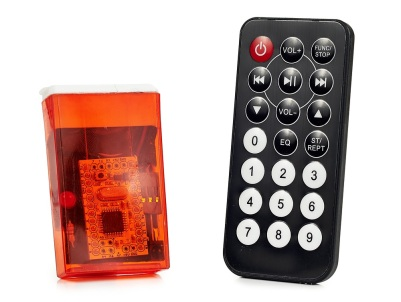 VOL+ FUNC/
STOP
VOL-
0 EQ ST/
REPT
1 2 3
4 5 6
7 8 9